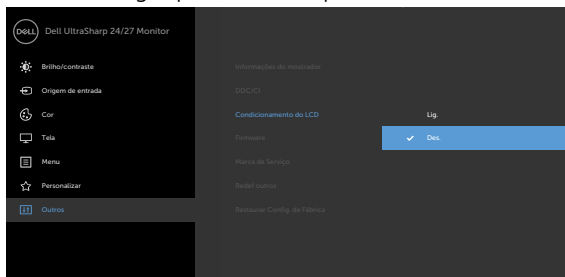 DELL Dell UltraSharp 24/27 Monitor
Brilho/contraste Informações do mostrador
Origem de entrada DDC/CI
Cor Condicionamento do LCD Lig.
Tela Firmware Des.
Menu Marca de Serviço
Personalizar Redef outros
Outros Restaurar Config. de Fábrica